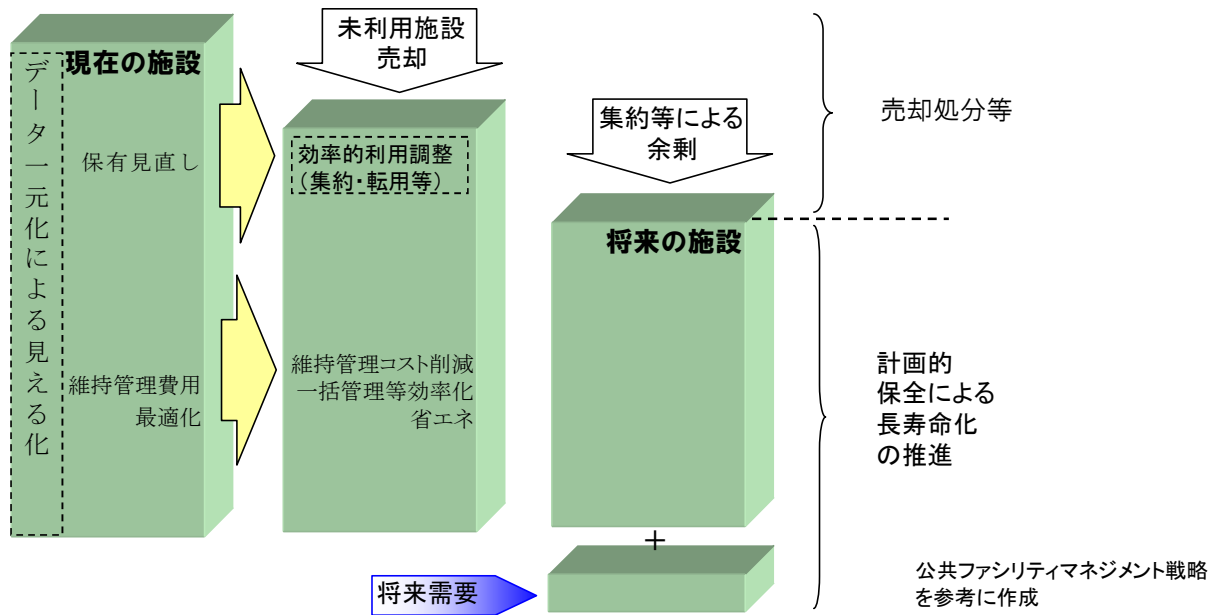 データ一元化による見える化
現在の施設
保有見直し
維持管理費用
最適化
未利用施設
売却
効率的利用調整
（集約・転用等）
維持管理コスト削減
一括管理等効率化
省エネ
集約等による
余剰
将来の施設
+
将来需要
売却処分等
計画的
保全による
長寿命化
の推進
公共ファシリティマネジメント戦略
を参考に作成